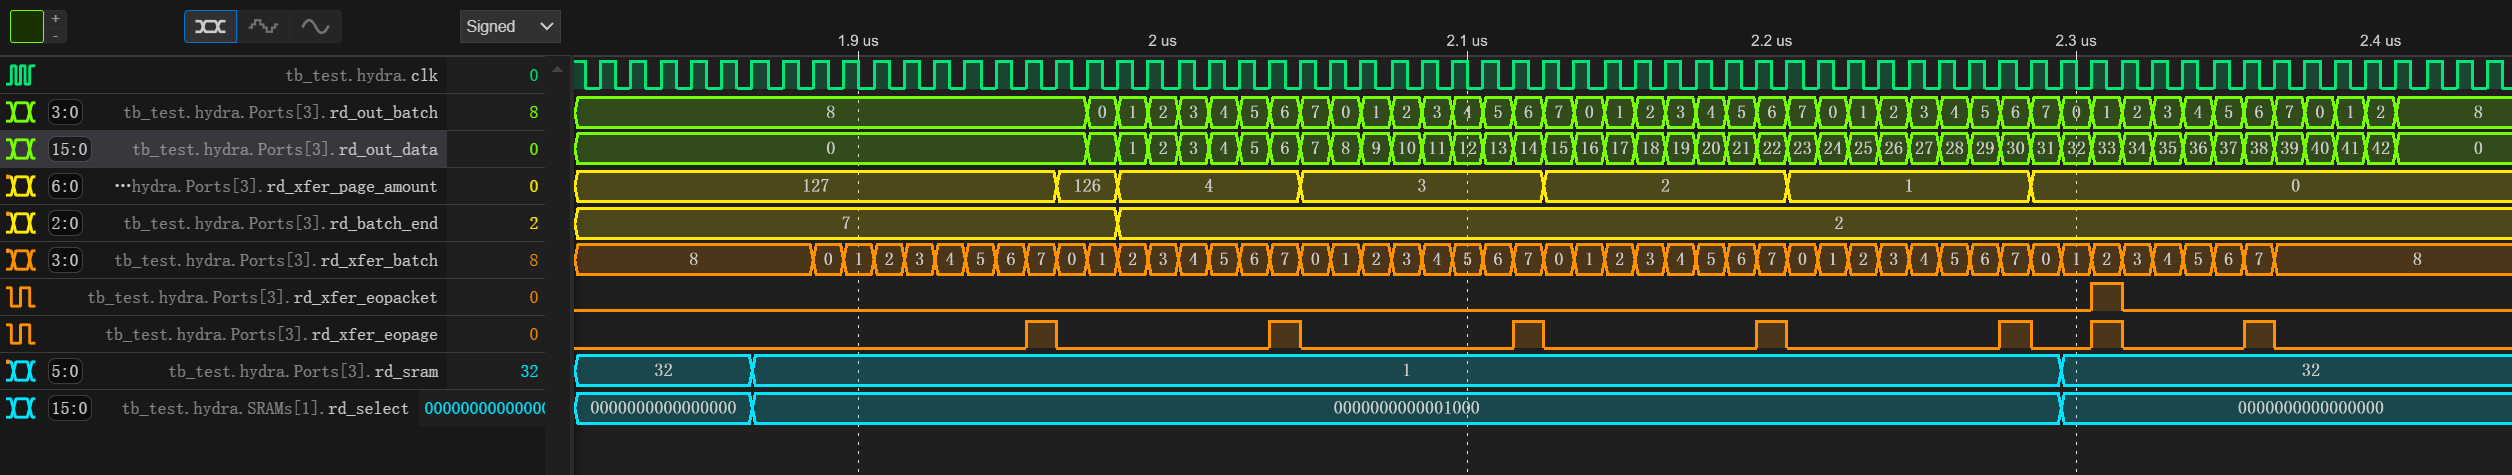 +
-
Signed
1.9 us 2 us 2.1 us 2.2 us 2.3 us 2.4 us
tb_test.hydra.clk 0
3:0 tb_test.hydra.Ports[3].rd_out_batch 8 8 0 1 2 3 4 5 6 7 0 1 2 3 4 5 6 7 0 1 2 3 4 5 6 7 0 1 2 3 4 5 6 7 0 1 2 3 4 5 6 7 0 1 2 8
15:0 tb_test.hydra.Ports[3].rd_out_data 0 0 1 2 3 4 5 6 7 8 9 10 11 12 13 14 15 16 17 18 19 20 21 22 23 24 25 26 27 28 29 30 31 32 33 34 35 36 37 38 39 40 41 42 0
6:0 …hydra.Ports[3].rd_xfer_page_amount 0 127 126 4 3 2 1 0
2:0 tb_test.hydra.Ports[3].rd_batch_end 2 7 2
3:0 tb_test.hydra.Ports[3].rd_xfer_batch 8 8 0 1 2 3 4 5 6 7 0 1 2 3 4 5 6 7 0 1 2 3 4 5 6 7 0 1 2 3 4 5 6 7 0 1 2 3 4 5 6 7 0 1 2 3 4 5 6 7 8
tb_test.hydra.Ports[3].rd_xfer_eopacket 0
tb_test.hydra.Ports[3].rd_xfer_eopage 0
5:0 tb_test.hydra.Ports[3].rd_sram 32 32 1 32
15:0 tb_test.hydra.SRAMs[1].rd_select 00000000000000 0000000000000000 0000000000001000 0000000000000000